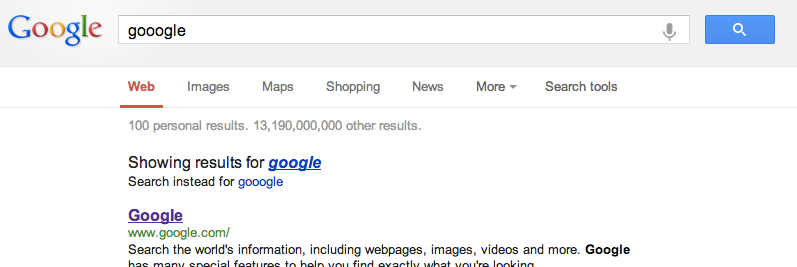 Google gooogle
Web Images Maps Shopping News More Search tools
100 personal results. 13,190,000,000 other results.
Showing results for google
Search instead for gooogle
Google
www.google.com/
Search the world's information, including webpages, images, videos and more. Google
has many special features to help you find exactly what you're looking